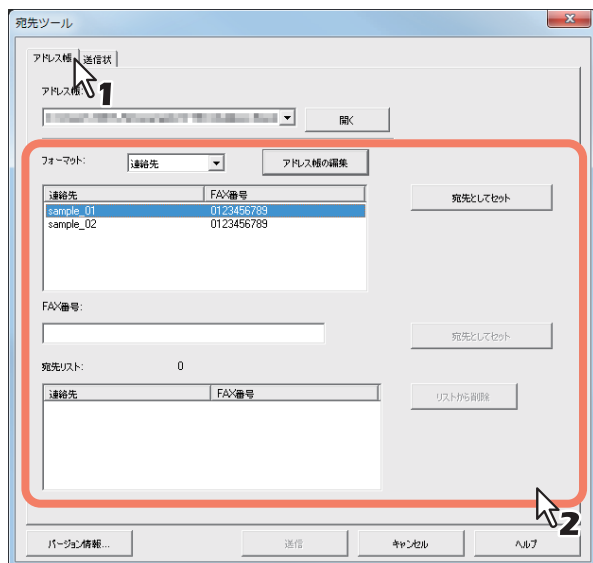 宛先ツール
アドレス帳 送信状
アドレス帳:
1
開く
フォーマット: 連絡先 アドレス帳の編集
連絡先 FAX番号
sample_01 0123456789
sample_02 0123456789
宛先としてセット
FAX番号:
宛先としてセット
宛先リスト: 0
連絡先 FAX番号
リストから削除
2
バージョン情報... 送信 キャンセル ヘルプ